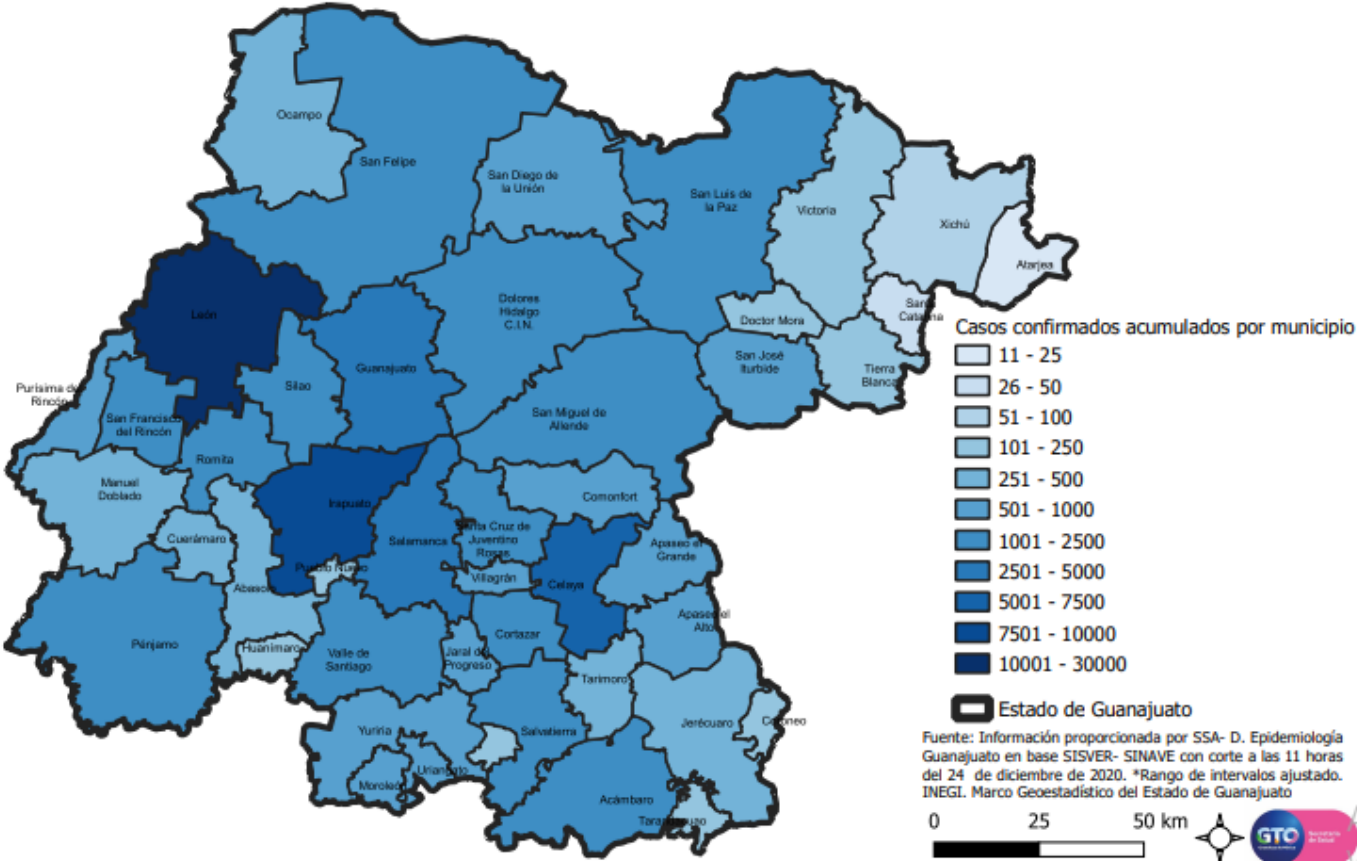 Ocampo
San Felipe
San Diego de
la Unión
San Luis de
la Paz
Victoria
Xichú
Atarjea
León
Dolores
Hidalgo
C.I.N.
Doctor Mora
Santa
Catarina
San José
Iturbide
Tierra
Blanca
Guanajuato
Silao
Purísima de
Rincón
San Francisco
del Rincón
San Miguel de
Allende
Romita
Manuel
Doblado
Irapuato
Comonfort
Cuerámaro
Salamanca
Santa Cruz de
Juventino
Rosas
Apaseo el
Grande
Pueblo Nuevo
Villagrán
Celaya
Abasolo
Apaseo el
Alto
Pénjamo
Huanímaro
Valle de
Santiago
Jaral del
Progreso
Cortazar
Tarimoro
Jerécuaro
Coroneo
Yuriria
Salvatierra
Moroleón
Uriangato
Acámbaro
Tarandacuao
Casos confirmados acumulados por municipio
11 - 25
26 - 50
51 - 100
101 - 250
251 - 500
501 - 1000
1001 - 2500
2501 - 5000
5001 - 7500
7501 - 10000
10001 - 30000
Estado de Guanajuato
Fuente: Información proporcionada por SSA- D. Epidemiología
Guanajuato en base SISVER- SINAVE con corte a las 11 horas
del 24 de diciembre de 2020. *Rango de intervalos ajustado.
INEGI. Marco Geoestadístico del Estado de Guanajuato
0 25 50 km
GTO
Secretaría
de Salud